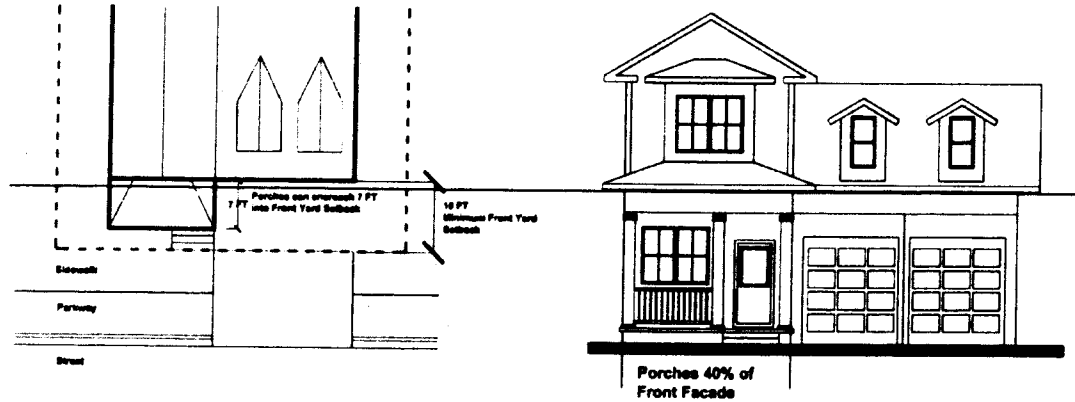 7 FT
Porches can encroach 7 FT
into Front Yard Setback
10 FT
Minimum Front Yard
Setback
Sidewalk
Parkway
Street
Porches 40% of
Front Facade